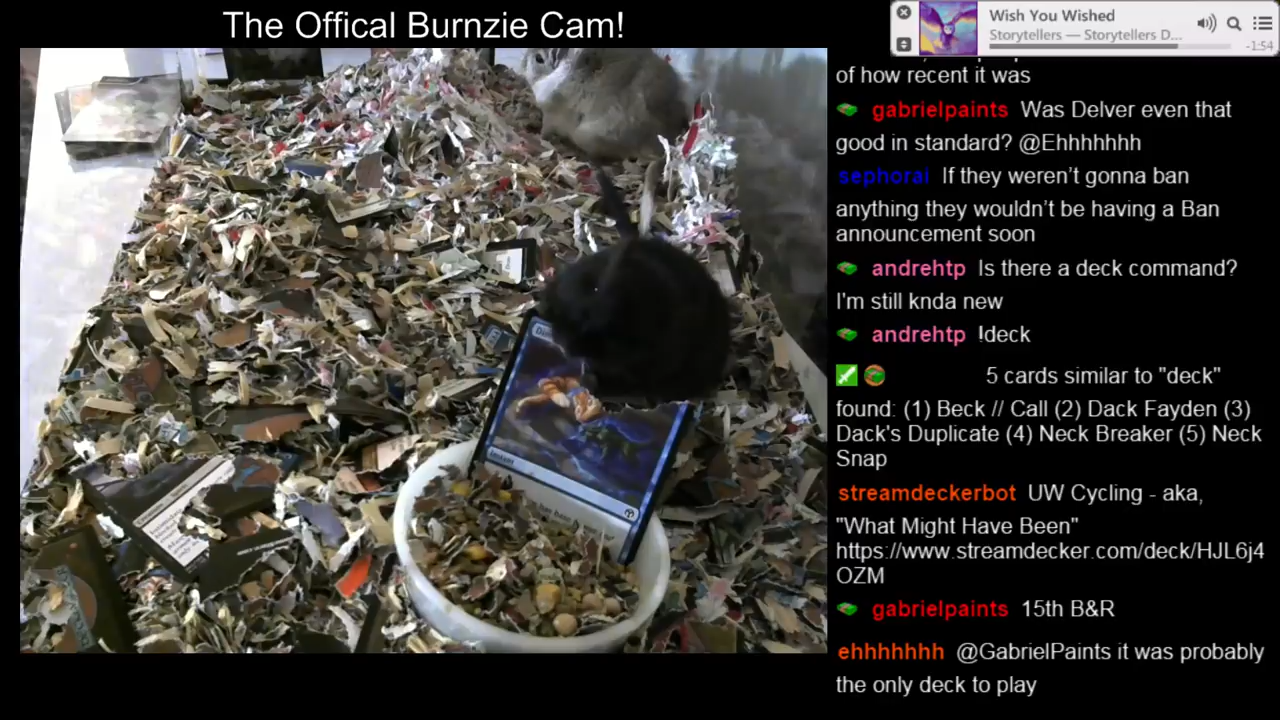 The Offical Burnzie Cam!
Wish You Wished
Storytellers — Storytellers D...
-1:54
of how recent it was
gabrielpaints Was Delver even that
good in standard? @Ehhhhhhh
sephorai If they weren't gonna ban
anything they wouldn't be having a Ban
announcement soon
andrehtp Is there a deck command?
I'm still knda new
andrehtp !deck
5 cards similar to "deck"
found: (1) Beck // Call (2) Dack Fayden (3)
Dack's Duplicate (4) Neck Breaker (5) Neck
Snap
streamdeckerbot UW Cycling - aka,
"What Might Have Been"
https://www.streamdecker.com/deck/HJL6j4
OZM
gabrielpaints 15th B&R
ehhhhhhh @GabrielPaints it was probably
the only deck to play
Instant